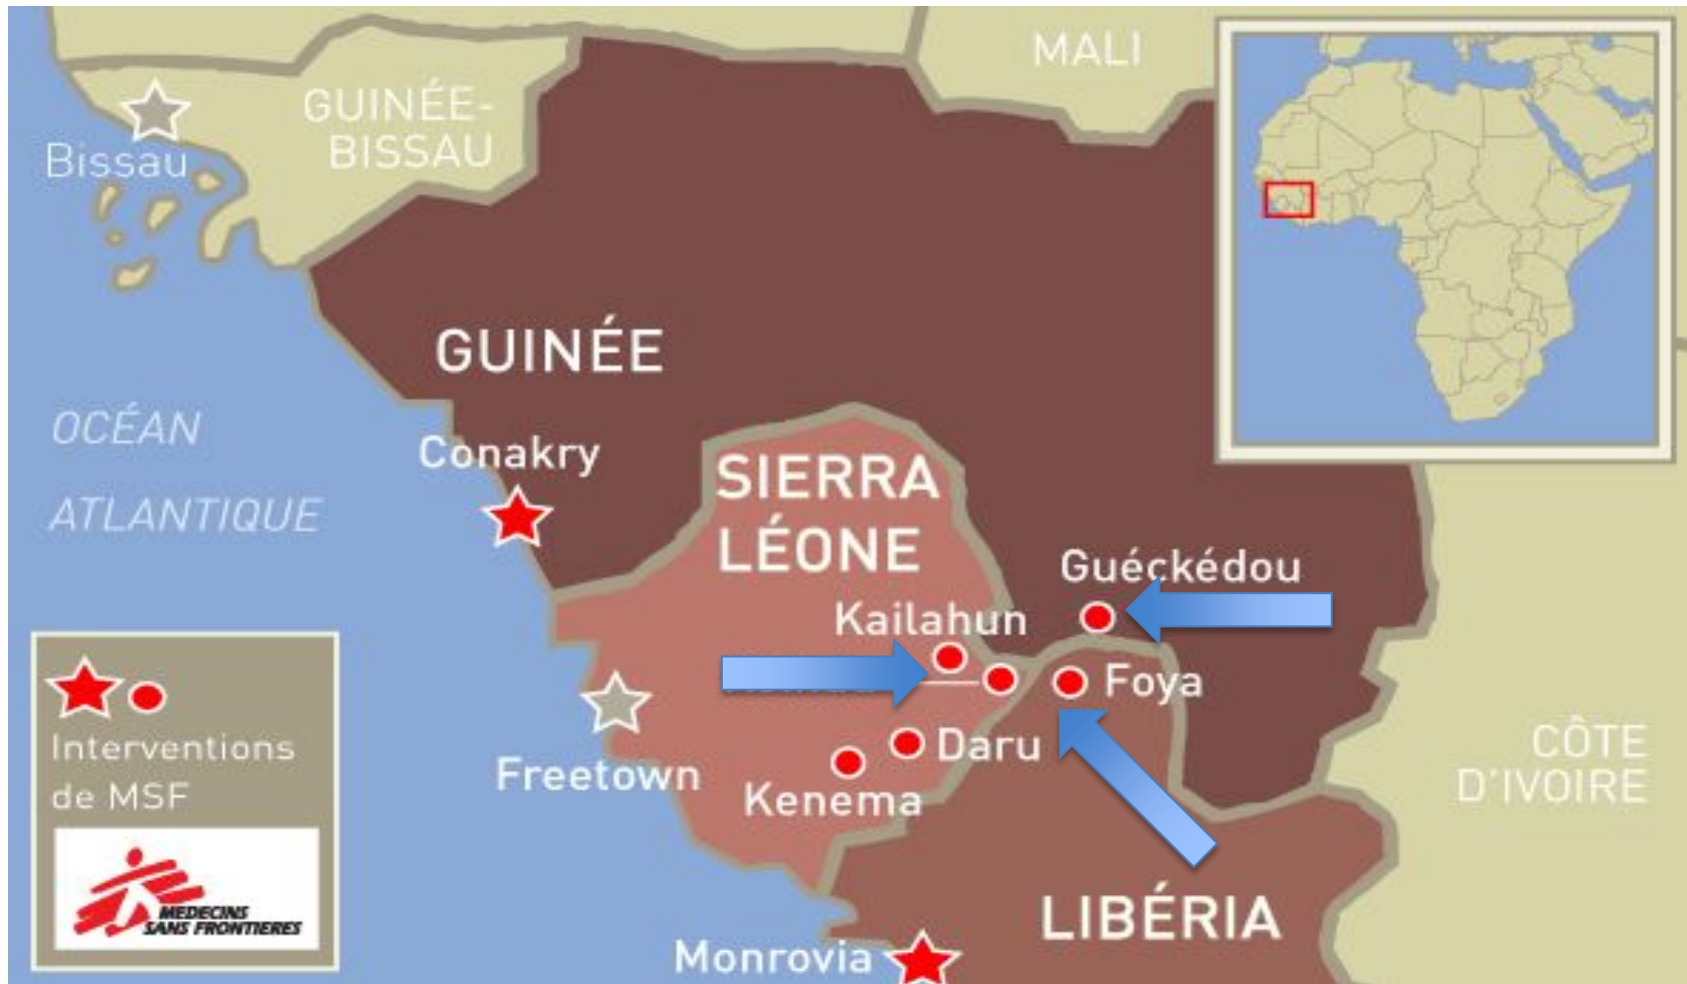 MALI
GUINÉE-
BISSAU
Bissau
GUINÉE
OCÉAN
ATLANTIQUE
Conakry
SIERRA
LÉONE
Guéckédou
Kailahun
Foya
Daru
Kenema
Freetown
CÔTE
D'IVOIRE
LIBÉRIA
Monrovia
Interventions
de MSF
MEDECINS
SANS FRONTIERES